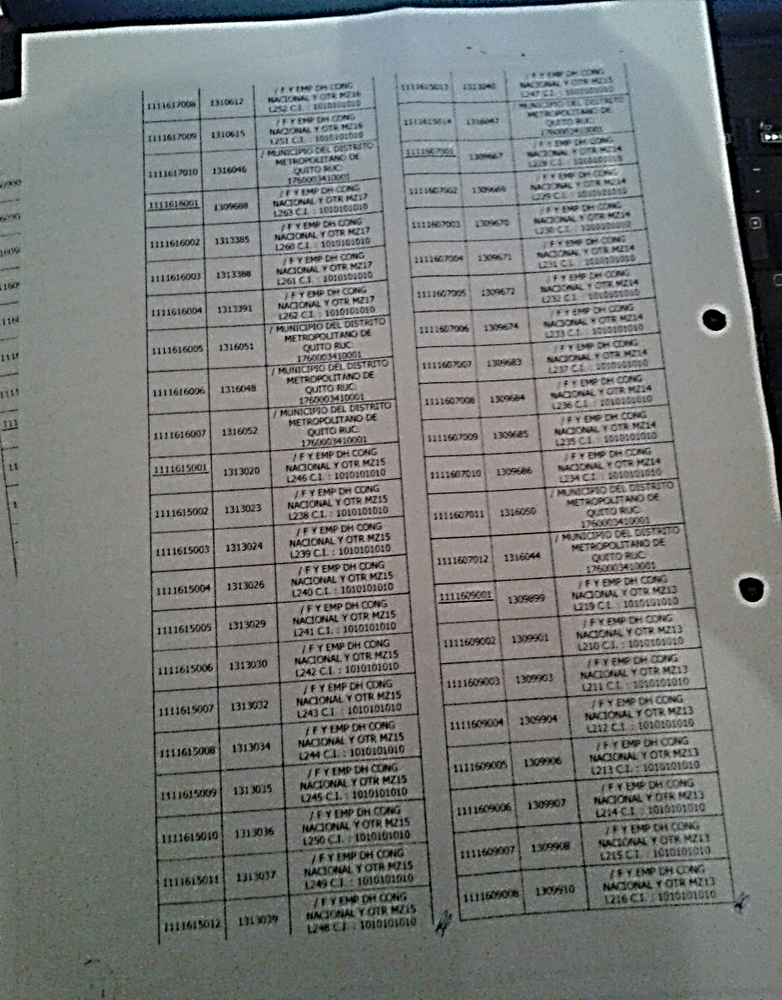 / F Y EMP DH CONG
1111617008 1310612 NACIONAL Y OTR MZ16
L252 C.I. : 1010101010
/ F Y EMP DH CONG
1111617009 1310615 NACIONAL Y OTR MZ16
L251 C.I. : 1010101010
/ MUNICIPIO DEL DISTRITO
1111617010 1316046 METROPOLITANO DE
QUITO RUC:
1760003410001
/ F Y EMP DH CONG
1111616001 1309688 NACIONAL Y OTR MZ17
L263 C.I. : 1010101010
/ F Y EMP DH CONG
1111616002 1313385 NACIONAL Y OTR MZ17
L260 C.I. : 1010101010
/ F Y EMP DH CONG
1111616003 1313388 NACIONAL Y OTR MZ17
L261 C.I. : 1010101010
/ F Y EMP DH CONG
1111616004 1313391 NACIONAL Y OTR MZ17
L262 C.I. : 1010101010
/ MUNICIPIO DEL DISTRITO
1111616005 1316051 METROPOLITANO DE
QUITO RUC:
1760003410001
/ MUNICIPIO DEL DISTRITO
1111616006 1316048 METROPOLITANO DE
QUITO RUC:
1760003410001
/ MUNICIPIO DEL DISTRITO
1111616007 1316052 METROPOLITANO DE
QUITO RUC:
1760003410001
/ F Y EMP DH CONG
1111615001 1313020 NACIONAL Y OTR MZ15
L246 C.I. : 1010101010
/ F Y EMP DH CONG
1111615002 1313023 NACIONAL Y OTR MZ15
L238 C.I. : 1010101010
/ F Y EMP DH CONG
1111615003 1313024 NACIONAL Y OTR MZ15
L239 C.I. : 1010101010
/ F Y EMP DH CONG
1111615004 1313026 NACIONAL Y OTR MZ15
L240 C.I. : 1010101010
/ F Y EMP DH CONG
1111615005 1313029 NACIONAL Y OTR MZ15
L241 C.I. : 1010101010
/ F Y EMP DH CONG
1111615006 1313030 NACIONAL Y OTR MZ15
L242 C.I. : 1010101010
/ F Y EMP DH CONG
1111615007 1313032 NACIONAL Y OTR MZ15
L243 C.I. : 1010101010
/ F Y EMP DH CONG
1111615008 1313034 NACIONAL Y OTR MZ15
L244 C.I. : 1010101010
/ F Y EMP DH CONG
1111615009 1313035 NACIONAL Y OTR MZ15
L245 C.I. : 1010101010
/ F Y EMP DH CONG
1111615010 1313036 NACIONAL Y OTR MZ15
L250 C.I. : 1010101010
/ F Y EMP DH CONG
1111615011 1313037 NACIONAL Y OTR MZ15
L249 C.I. : 1010101010
/ F Y EMP DH CONG
1111615012 1313039 NACIONAL Y OTR MZ15
L248 C.I. : 1010101010
/ F Y EMP DH CONG
1111615013 1313040 NACIONAL Y OTR MZ15
L247 C.I. : 1010101010
/ MUNICIPIO DEL DISTRITO
1111615014 1316047 METROPOLITANO DE
QUITO RUC:
1760003410001
/ F Y EMP DH CONG
1111607001 1309667 NACIONAL Y OTR MZ14
L228 C.I. : 1010101010
/ F Y EMP DH CONG
1111607002 1309669 NACIONAL Y OTR MZ14
L229 C.I. : 1010101010
/ F Y EMP DH CONG
1111607003 1309670 NACIONAL Y OTR MZ14
L230 C.I. : 1010101010
/ F Y EMP DH CONG
1111607004 1309671 NACIONAL Y OTR MZ14
L231 C.I. : 1010101010
/ F Y EMP DH CONG
1111607005 1309672 NACIONAL Y OTR MZ14
L232 C.I. : 1010101010
/ F Y EMP DH CONG
1111607006 1309674 NACIONAL Y OTR MZ14
L233 C.I. : 1010101010
/ F Y EMP DH CONG
1111607007 1309683 NACIONAL Y OTR MZ14
L237 C.I. : 1010101010
/ F Y EMP DH CONG
1111607008 1309684 NACIONAL Y OTR MZ14
L236 C.I. : 1010101010
/ F Y EMP DH CONG
1111607009 1309685 NACIONAL Y OTR MZ14
L235 C.I. : 1010101010
/ F Y EMP DH CONG
1111607010 1309686 NACIONAL Y OTR MZ14
L234 C.I. : 1010101010
/ MUNICIPIO DEL DISTRITO
1111607011 1316050 METROPOLITANO DE
QUITO RUC:
1760003410001
/ MUNICIPIO DEL DISTRITO
1111607012 1316044 METROPOLITANO DE
QUITO RUC:
1760003410001
/ F Y EMP DH CONG
1111609001 1309899 NACIONAL Y OTR MZ13
L219 C.I. : 1010101010
/ F Y EMP DH CONG
1111609002 1309901 NACIONAL Y OTR MZ13
L210 C.I. : 1010101010
/ F Y EMP DH CONG
1111609003 1309903 NACIONAL Y OTR MZ13
L211 C.I. : 1010101010
/ F Y EMP DH CONG
1111609004 1309904 NACIONAL Y OTR MZ13
L212 C.I. : 1010101010
/ F Y EMP DH CONG
1111609005 1309906 NACIONAL Y OTR MZ13
L213 C.I. : 1010101010
/ F Y EMP DH CONG
1111609006 1309907 NACIONAL Y OTR MZ13
L214 C.I. : 1010101010
/ F Y EMP DH CONG
1111609007 1309908 NACIONAL Y OTR MZ13
L215 C.I. : 1010101010
/ F Y EMP DH CONG
1111609008 1309910 NACIONAL Y OTR MZ13
L216 C.I. : 1010101010